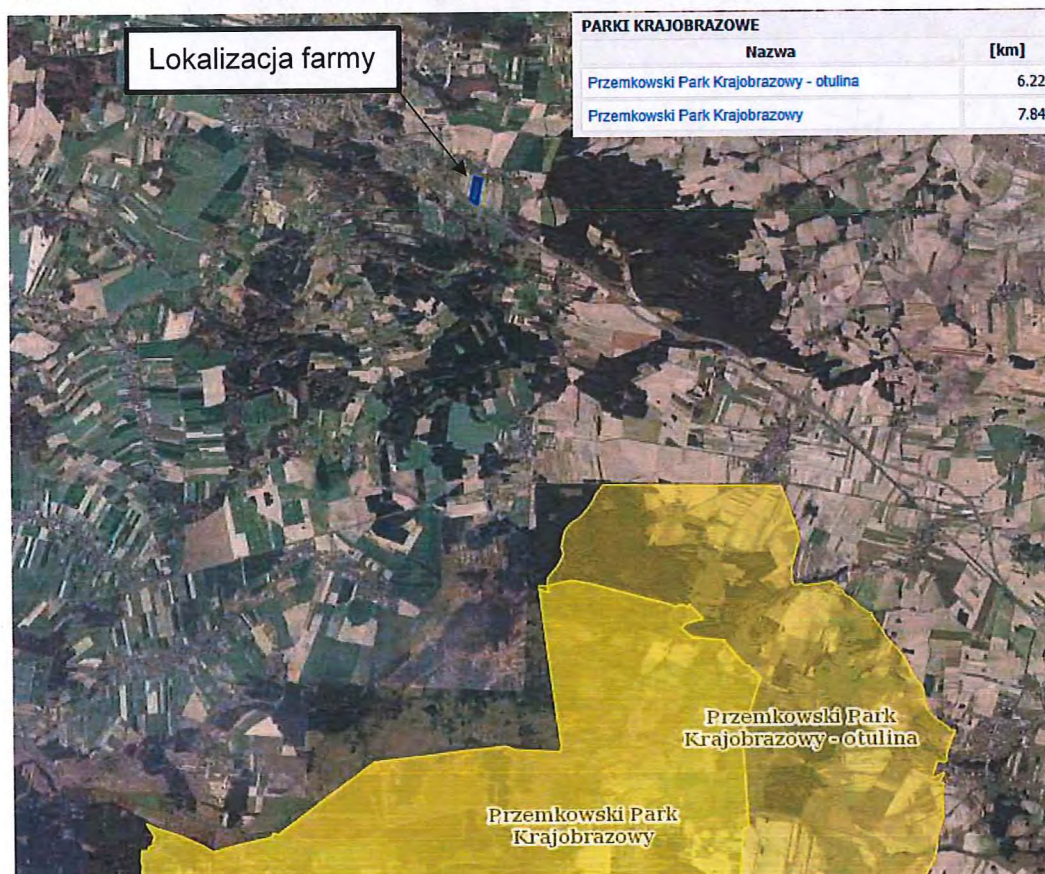 Lokalizacja farmy
PARKI KRAJOBRAZOWE
Nazwa [km]
Przemkowski Park Krajobrazowy - otulina 6.22
Przemkowski Park Krajobrazowy 7.84
Przemkowski Park
Krajobrazowy - otulina
Przemkowski Park
Krajobrazowy